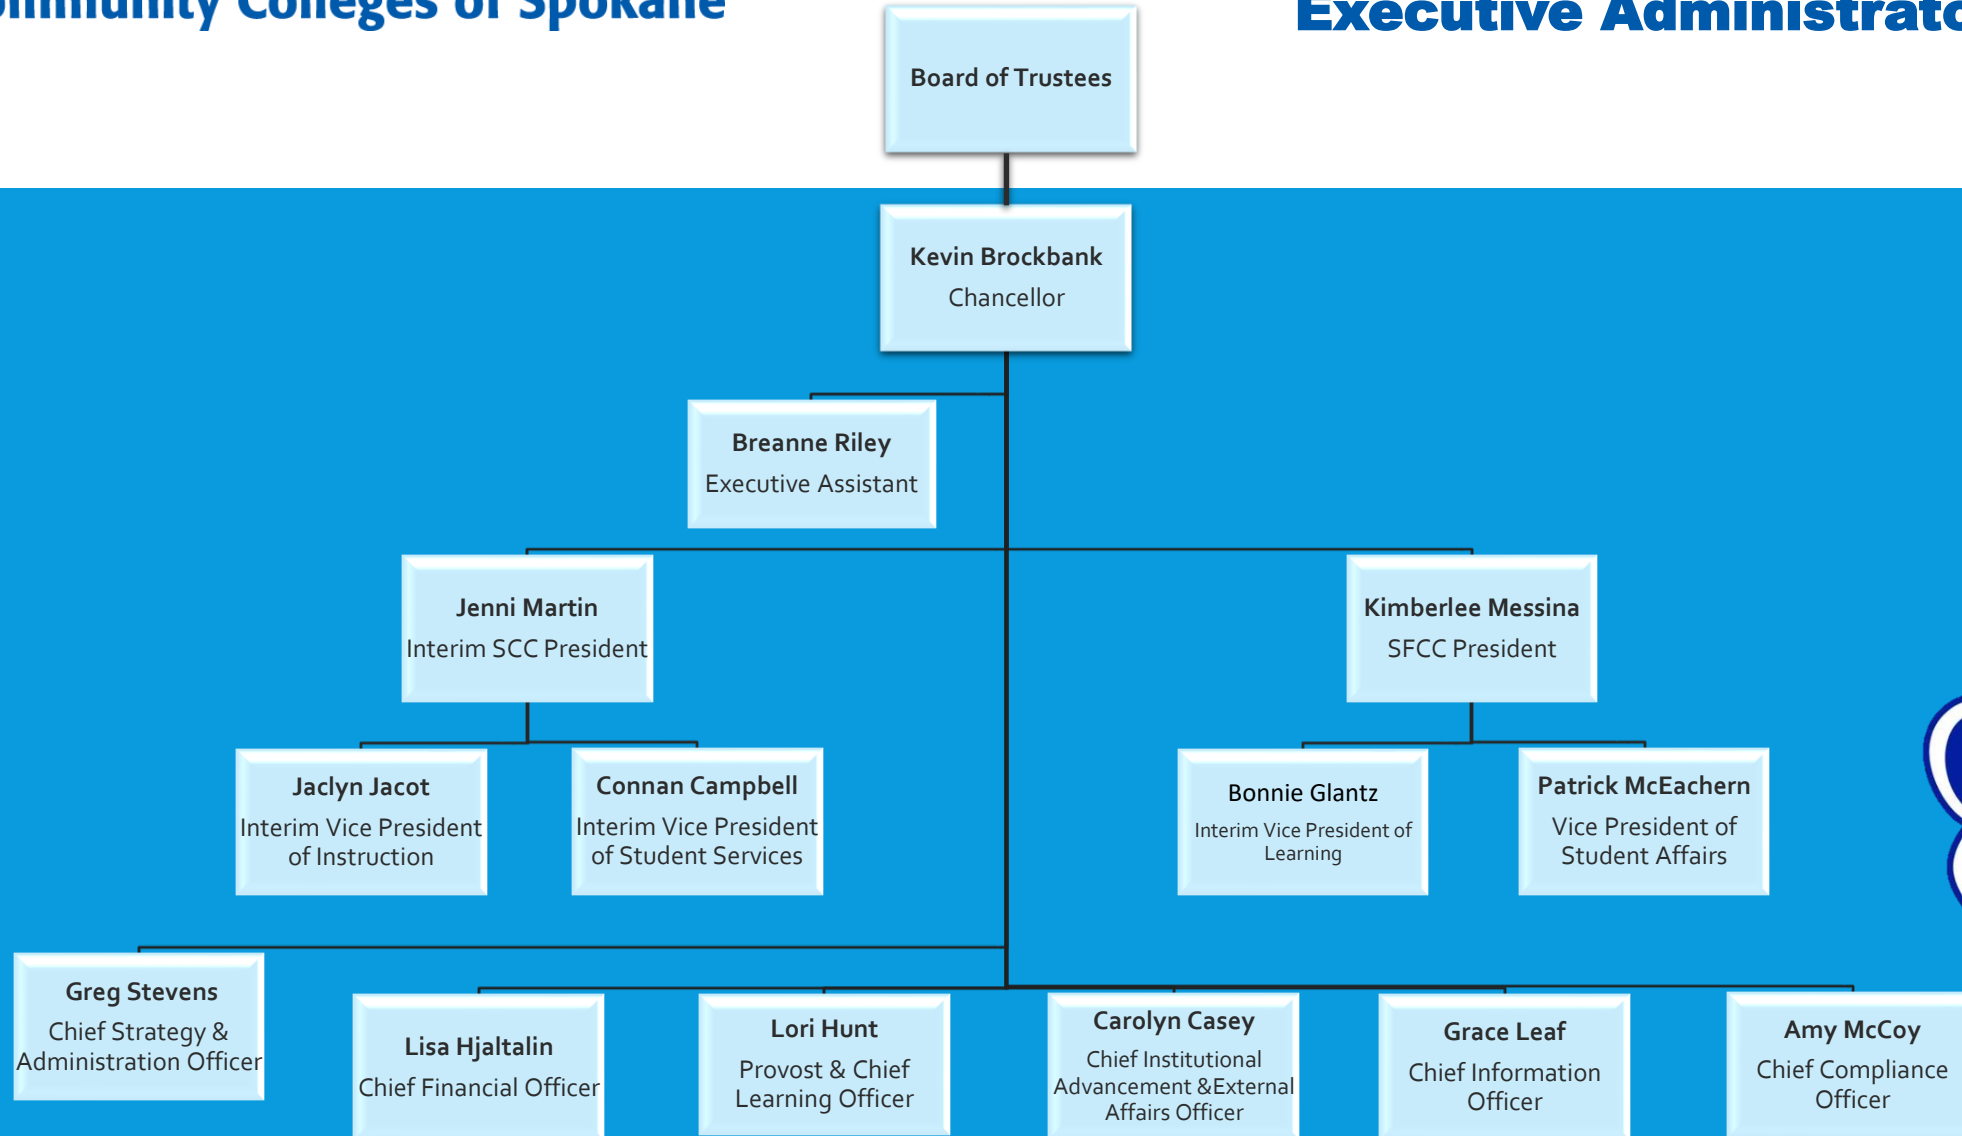 Colleges of Spokane
Executive
Board of Trustees
Kevin Brockbank
Chancellor
Breanne Riley
Executive Assistant
Jenni Martin
Interim SCC President
Kimberlee Messina
SFCC President
Jaclyn Jacot
Interim Vice President
of Instruction
Connan Campbell
Interim Vice President
of Student Services
Bonnie Glantz
Interim Vice President of
Learning
Patrick McEachern
Vice President of
Student Affairs
Greg Stevens
Chief Strategy &
Administration Officer
Lisa Hjaltalin
Chief Financial Officer
Lori Hunt
Provost & Chief
Learning Officer
Carolyn Casey
Chief Institutional
Advancement &External
Affairs Officer
Grace Leaf
Chief Information
Officer
Amy McCoy
Chief Compliance
Officer